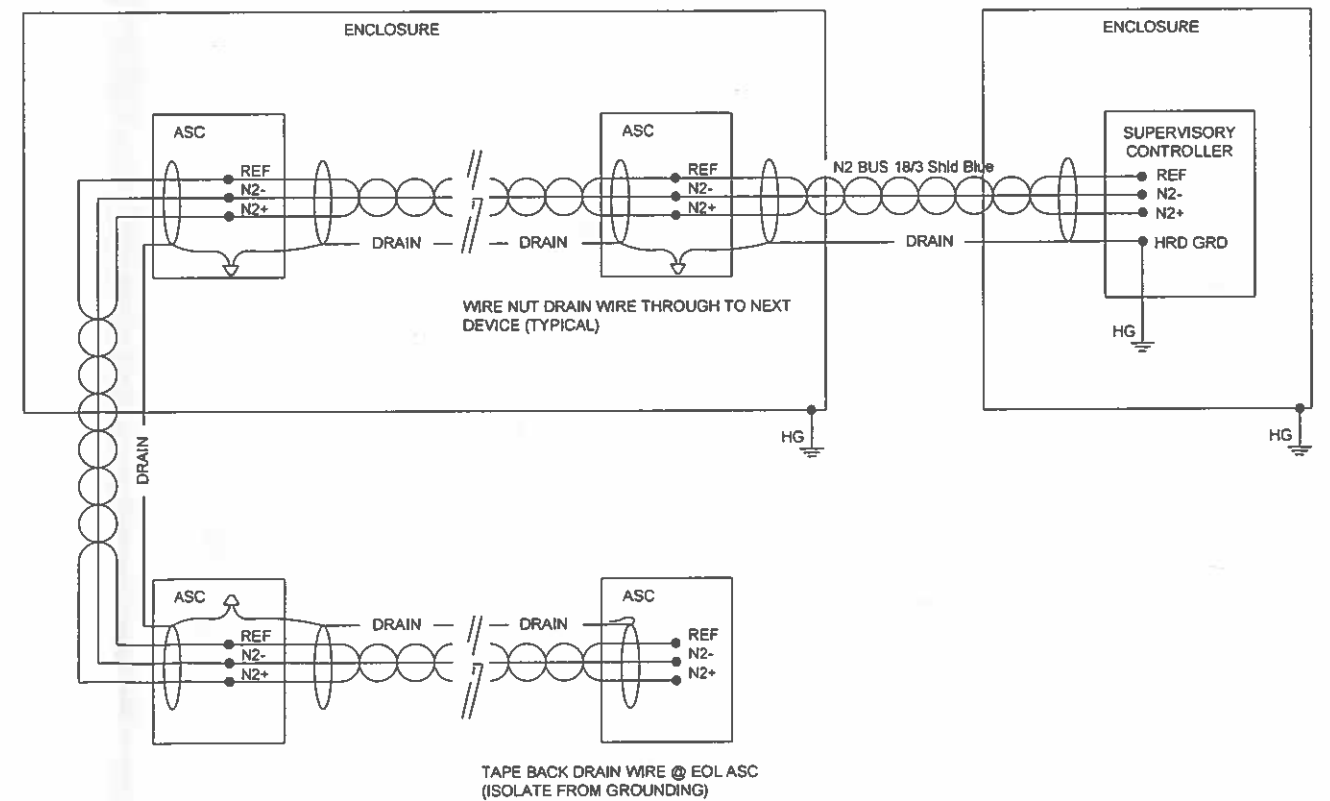 ENCLOSURE
ENCLOSURE
ASC
REF
N2-
N2+
DRAIN
DRAIN
ASC
REF
N2-
N2+
N2 BUS 18/3 Shld Blue
DRAIN
SUPERVISORY
CONTROLLER
REF
N2-
N2+
HRD GRD
HG
WIRE NUT DRAIN WIRE THROUGH TO NEXT
DEVICE (TYPICAL)
HG
HG
DRAIN
ASC
REF
N2-
N2+
DRAIN
DRAIN
ASC
REF
N2-
N2+
TAPE BACK DRAIN WIRE @ EOL ASC
(ISOLATE FROM GROUNDING)